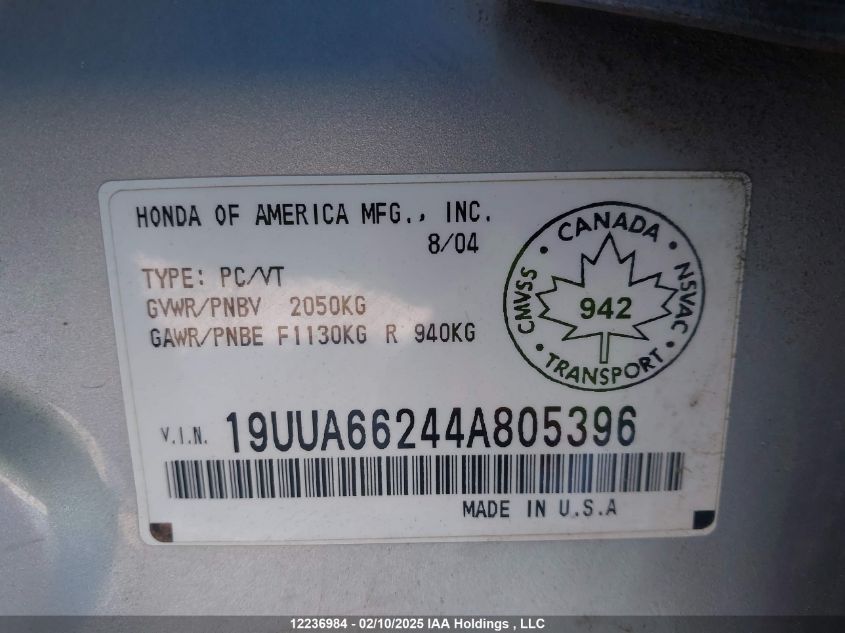 HONDA OF AMERICA MFG., INC.
8/04
TYPE: PC/VT
GVWR/PNBV 2050KG
GAWR/PNBE F1130KG R 940KG
CANADA
CMVSS
NSVAC
942
TRANSPORT
V.I.N. 19UUA66244A805396
MADE IN U.S.A
12236984 - 02/10/2025 IAA Holdings , LLC